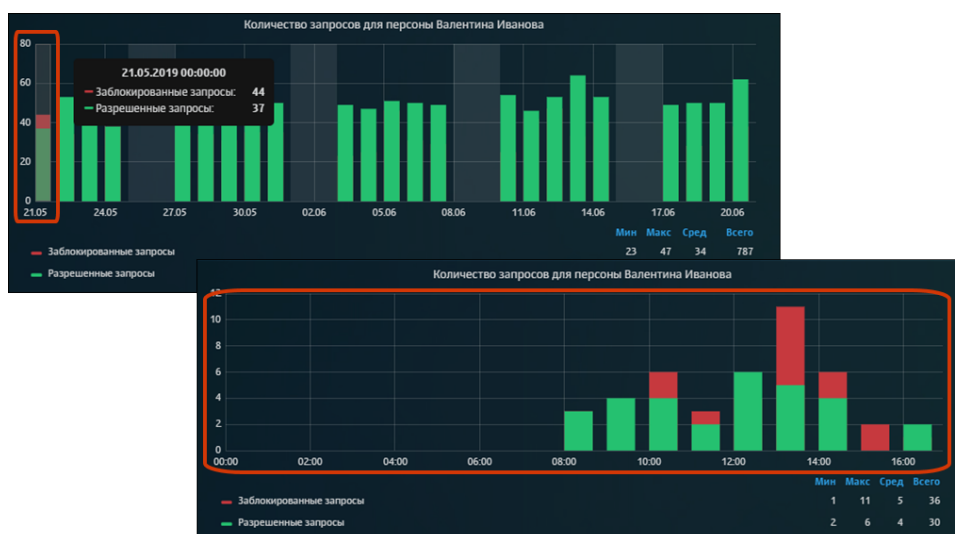 Количество запросов для персоны Валентина Иванова
80
60
40
20
0
21.05.2019 00:00:00
Заблокированные запросы: 44
Разрешенные запросы: 37
21.05 24.05 27.05 30.05 02.06 05.06 08.06 11.06 14.06 17.06 20.06
Мин Макс Сред Всего
Заблокированные запросы 23 47 34 787
Разрешенные запросы
Количество запросов для персоны Валентина Иванова
12
10
8
6
4
2
0
00:00 02:00 04:00 06:00 08:00 10:00 12:00 14:00 16:00
Мин Макс Сред Всего
Заблокированные запросы 1 11 5 36
Разрешенные запросы 2 6 4 30